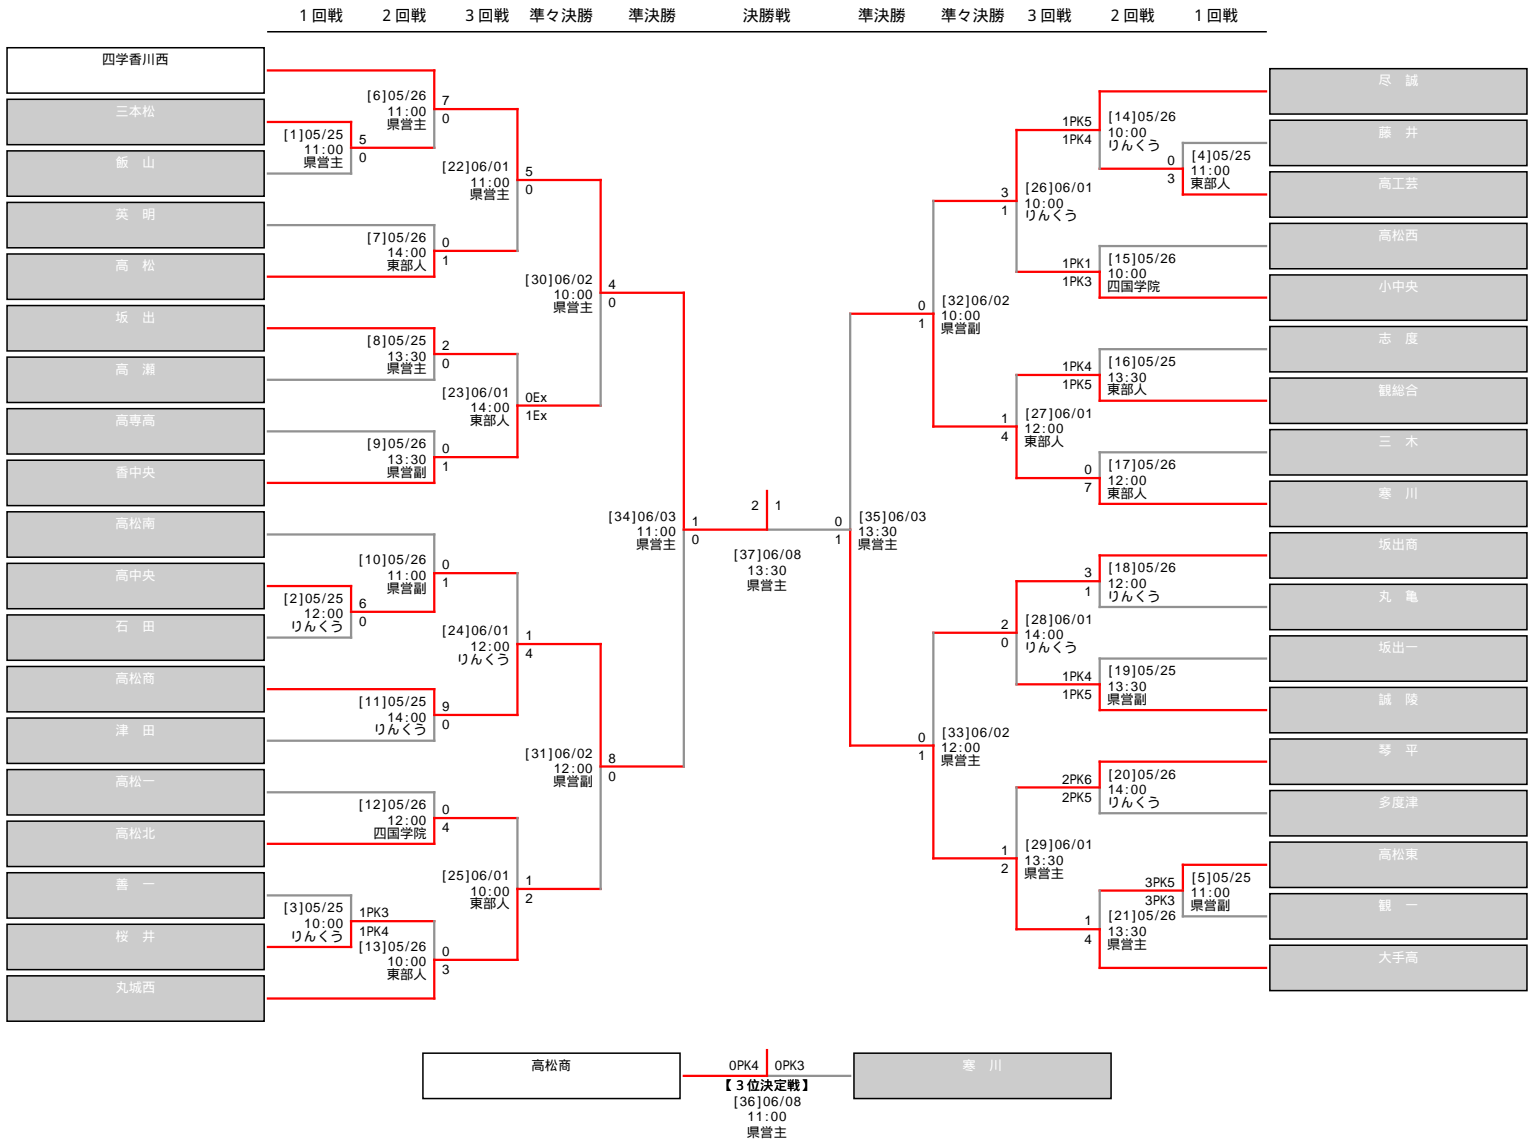 1回戦 2回戦 3回戦 準々決勝 準決勝 決勝戦 準決勝 準々決勝 3回戦 2回戦 1回戦
四学香川西
三本松
飯 山
英 明
高 松
坂 出
高 瀬
高専高
香中央
高松南
高中央
石 田
高松商
津 田
高松一
高松北
善 一
桜 井
丸城西
[1]05/25
11:00
県営主
5
0
[2]05/25
12:00
りんくう
6
0
[3]05/25
10:00
りんくう
1PK3
1PK4
[6]05/26
11:00
県営主
7
0
[7]05/26
14:00
東部人
0
1
[8]05/25
13:30
県営主
2
0
[9]05/26
13:30
県営副
0
1
[10]05/26
11:00
県営副
0
1
[11]05/25
14:00
りんくう
9
0
[12]05/26
12:00
四国学院
0
4
[13]05/26
10:00
東部人
0
3
[22]06/01
11:00
県営主
5
0
[23]06/01
14:00
東部人
0Ex
1Ex
[24]06/01
12:00
りんくう
1
4
[25]06/01
10:00
東部人
1
2
[30]06/02
10:00
県営主
4
0
[31]06/02
12:00
県営副
8
0
[34]06/03
11:00
県営主
1
0
2 1
[37]06/08
13:30
県営主
0
1
[35]06/03
13:30
県営主
0
1
[32]06/02
10:00
県営副
0
1
[33]06/02
12:00
県営主
3
1
[26]06/01
10:00
りんくう
1
4
[27]06/01
12:00
東部人
2
0
[28]06/01
14:00
りんくう
1
2
[29]06/01
13:30
県営主
1PK5
1PK4
[14]05/26
10:00
りんくう
1PK1
1PK3
[15]05/26
10:00
四国学院
1PK4
1PK5
[16]05/25
13:30
東部人
0
7
[17]05/26
12:00
東部人
3
1
[18]05/26
12:00
りんくう
1PK4
1PK5
[19]05/25
13:30
県営副
2PK6
2PK5
[20]05/26
14:00
りんくう
1
4
[21]05/26
13:30
県営主
0
3
[4]05/25
11:00
東部人
3PK5
3PK3
[5]05/25
11:00
県営副
尽 誠
藤 井
高工芸
高松西
小中央
志 度
観総合
三 木
寒 川
坂出商
丸 亀
坂出一
誠 陵
琴 平
多度津
高松東
観 一
大手高
高松商 0PK4 0PK3 寒 川
【3位決定戦】
[36]06/08
11:00
県営主